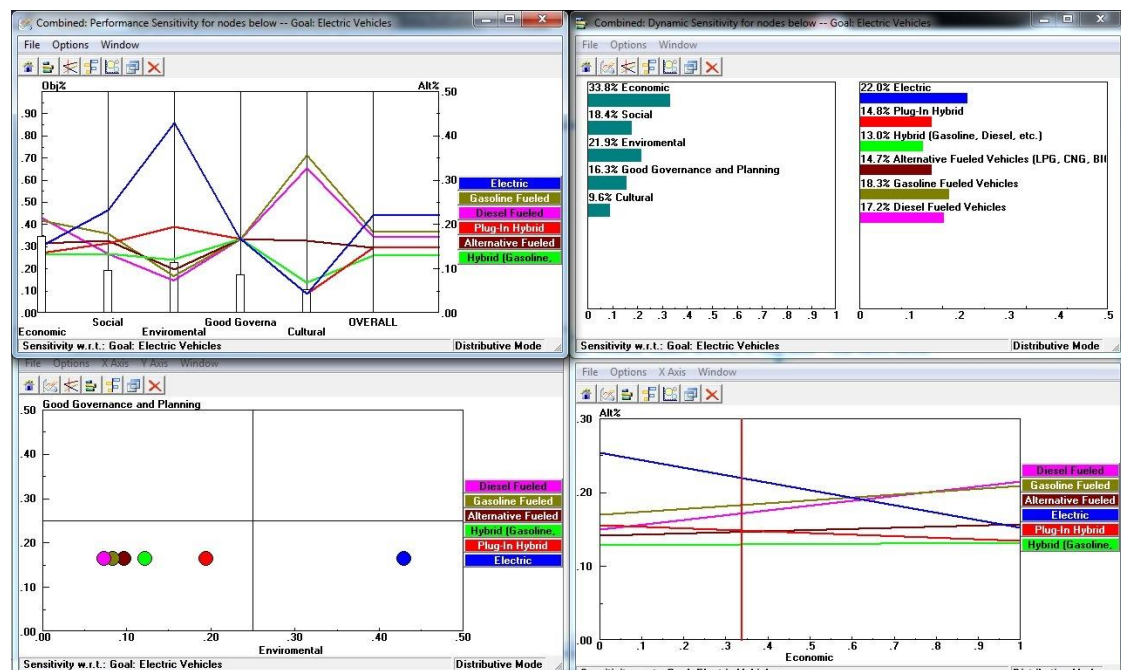 Combined: Performance Sensitivity for nodes below -- Goal: Electric Vehicles
File Options Window
Obj% Alt%
.90
.80
.70
.60
.50
.40
.30
.20
.10
.00
.50
.40
.30
.20
.10
.00
Electric
Gasoline Fueled
Diesel Fueled
Plug-In Hybrid
Alternative Fueled
Hybrid (Gasoline,
Economic Social Enviromental Good Governa Cultural OVERALL
Sensitivity w.r.t.: Goal: Electric Vehicles Distributive Mode
Combined: Dynamic Sensitivity for nodes below -- Goal: Electric Vehicles
File Options Window
33.8% Economic
18.4% Social
21.9% Enviromental
16.3% Good Governance and Planning
9.6% Cultural
0 .1 .2 .3 .4 .5 .6 .7 .8 .9 1
22.0% Electric
14.8% Plug-In Hybrid
13.0% Hybrid (Gasoline, Diesel, etc.)
14.7% Alternative Fueled Vehicles (LPG, CNG, BI
18.3% Gasoline Fueled Vehicles
17.2% Diesel Fueled Vehicles
0 .1 .2 .3 .4 .5
Sensitivity w.r.t.: Goal: Electric Vehicles Distributive Mode
File Options X Axis Y Axis Window
Good Governance and Planning
.50
.40
.30
.20
.10
.00
.00 .10 .20 .30 .40 .50
Enviromental
Diesel Fueled
Gasoline Fueled
Alternative Fueled
Hybrid (Gasoline,
Plug-In Hybrid
Electric
Sensitivity w.r.t.: Goal: Electric Vehicles Distributive Mode
File Options X Axis Window
Alt%
.30
.20
.10
.00
0 .1 .2 .3 .4 .5 .6 .7 .8 .9 1
Economic
Diesel Fueled
Gasoline Fueled
Alternative Fueled
Electric
Plug-In Hybrid
Hybrid (Gasoline,